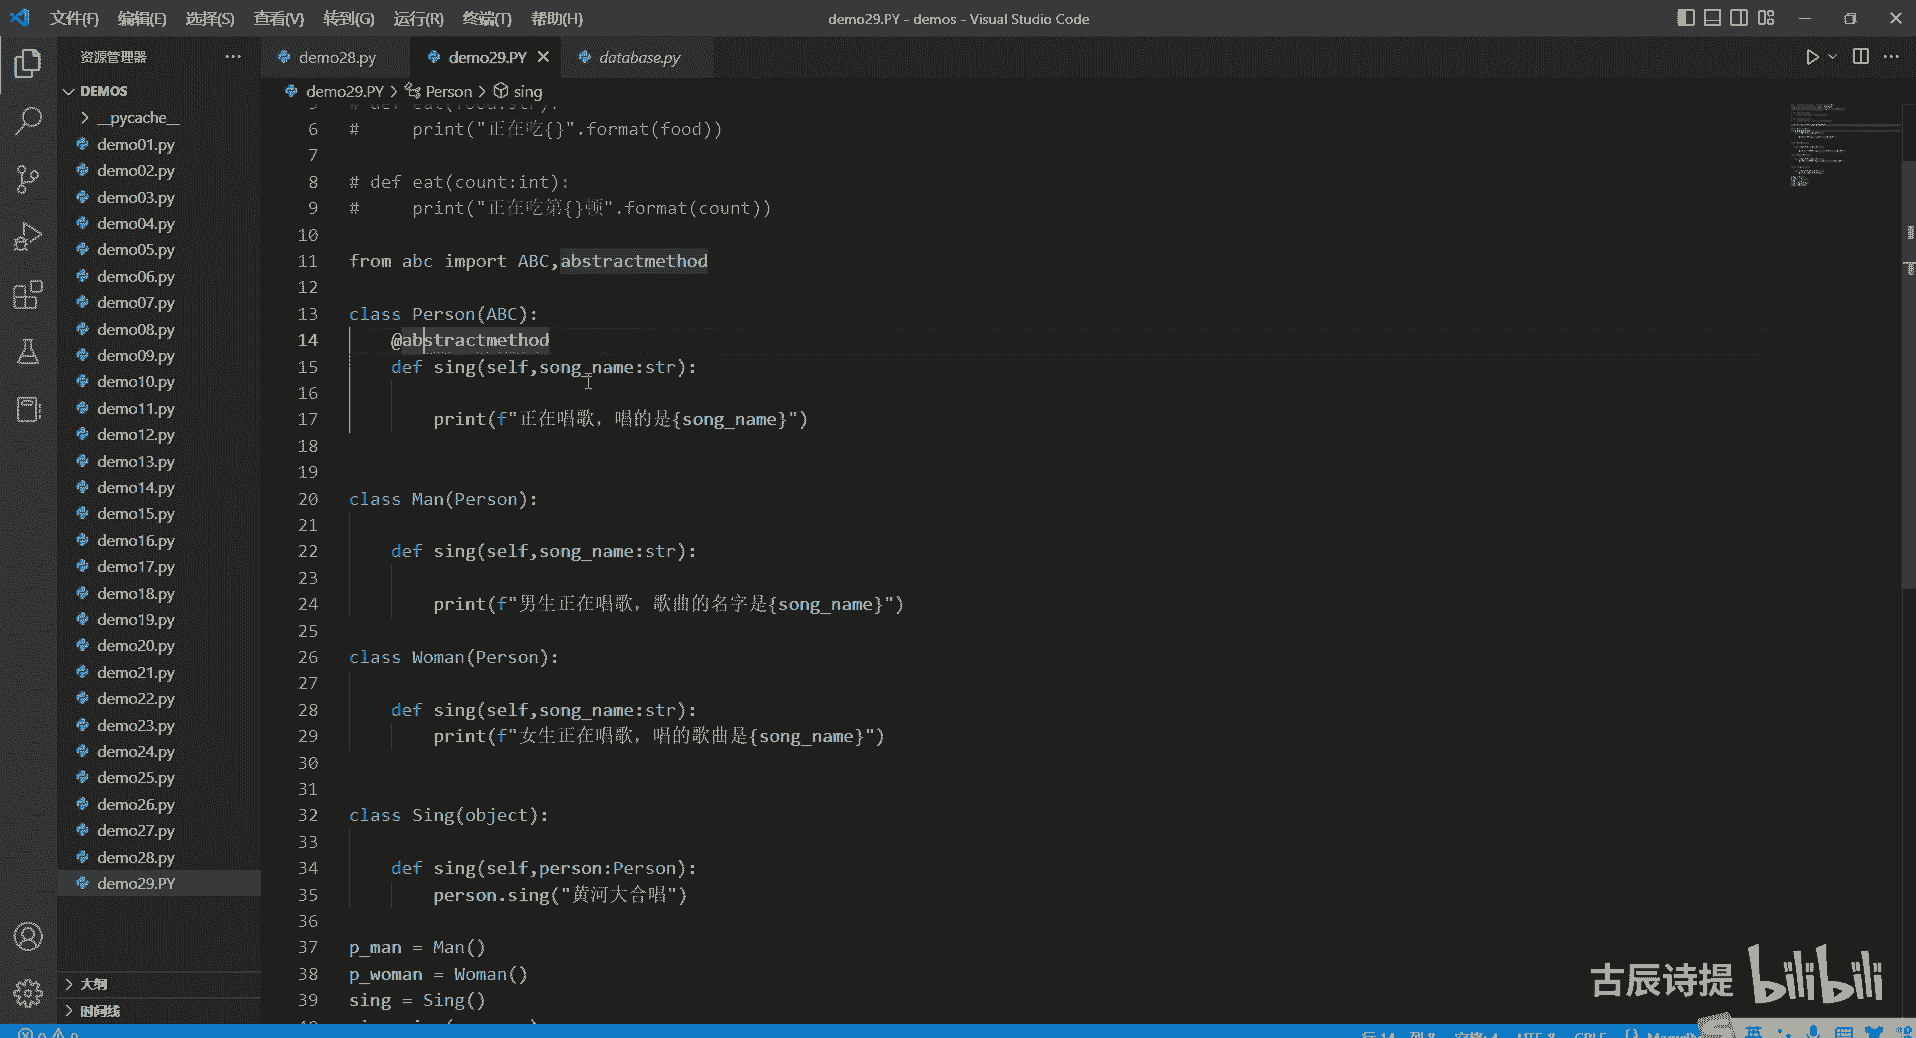 文件(F) 编辑(E) 选择(S) 查看(V) 转到(G) 运行(R) 终端(T) 帮助(H) demo29.PY - demos - Visual Studio Code
资源管理器 ··· demo28.py demo29.PY database.py
DEMOS
demo29.PY > Person > sing
__pycache__
demo01.py
demo02.py
demo03.py
demo04.py
demo05.py
demo06.py
demo07.py
demo08.py
demo09.py
demo10.py
demo11.py
demo12.py
demo13.py
demo14.py
demo15.py
demo16.py
demo17.py
demo18.py
demo19.py
demo20.py
demo21.py
demo22.py
demo23.py
demo24.py
demo25.py
demo26.py
demo27.py
demo28.py
demo29.PY
大纲
时间线
6 #     print("正在吃{}".format(food))
7
8 # def eat(count:int):
9 #     print("正在吃第{}顿".format(count))
10
11 from abc import ABC,abstractmethod
12
13 class Person(ABC):
14     @abstractmethod
15     def sing(self,song_name:str):
16
17         print(f"正在唱歌，唱的是{song_name}")
18
19
20 class Man(Person):
21
22     def sing(self,song_name:str):
23
24         print(f"男生正在唱歌，歌曲的名字是{song_name}")
25
26 class Woman(Person):
27
28     def sing(self,song_name:str):
29         print(f"女生正在唱歌，唱的歌曲是{song_name}")
30
31
32 class Sing(object):
33
34     def sing(self,person:Person):
35         person.sing("黄河大合唱")
36
37 p_man = Man()
38 p_woman = Woman()
39 sing = Sing()
古辰诗提 bilibili
英